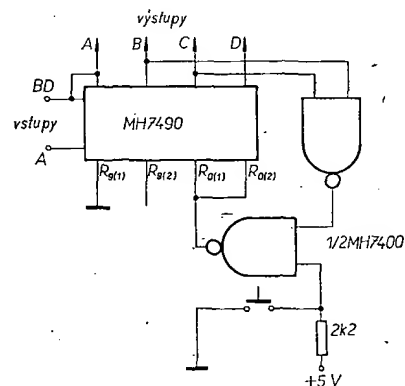 výstupy
A B C D
BD
vstupy
MH7490
A
R9(1) R9(2) R0(1) R0(2)
1/2MH7400
2k2
+5 V